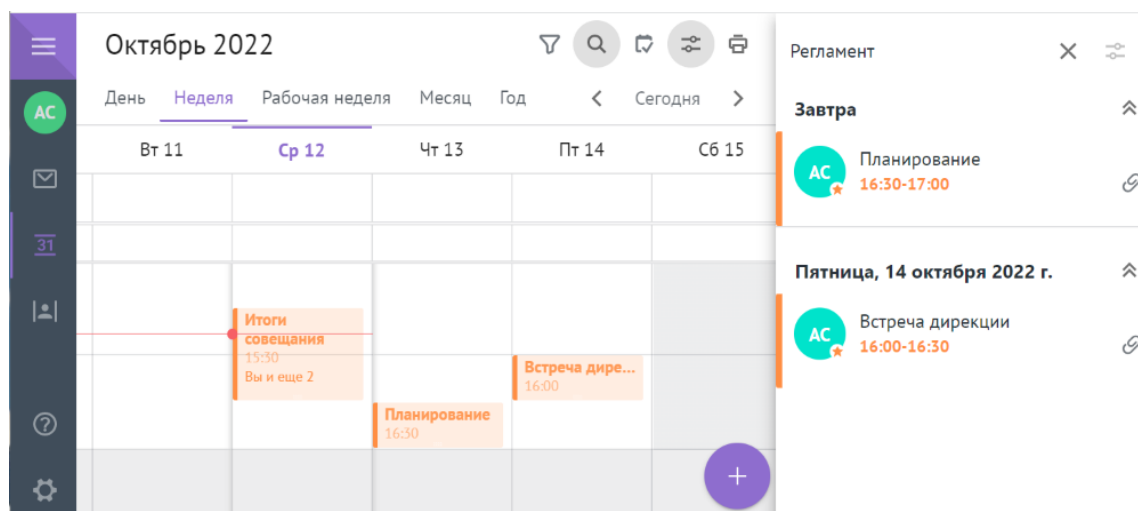 Октябрь 2022
День Неделя Рабочая неделя Месяц Год Сегодня
АС
31
Вт 11 Ср 12 Чт 13 Пт 14 Сб 15
Итоги
совещания
15:30
Вы и еще 2
Встреча дире...
16:00
Планирование
16:30
Регламент
Завтра
АС
Планирование
16:30-17:00
Пятница, 14 октября 2022 г.
АС
Встреча дирекции
16:00-16:30